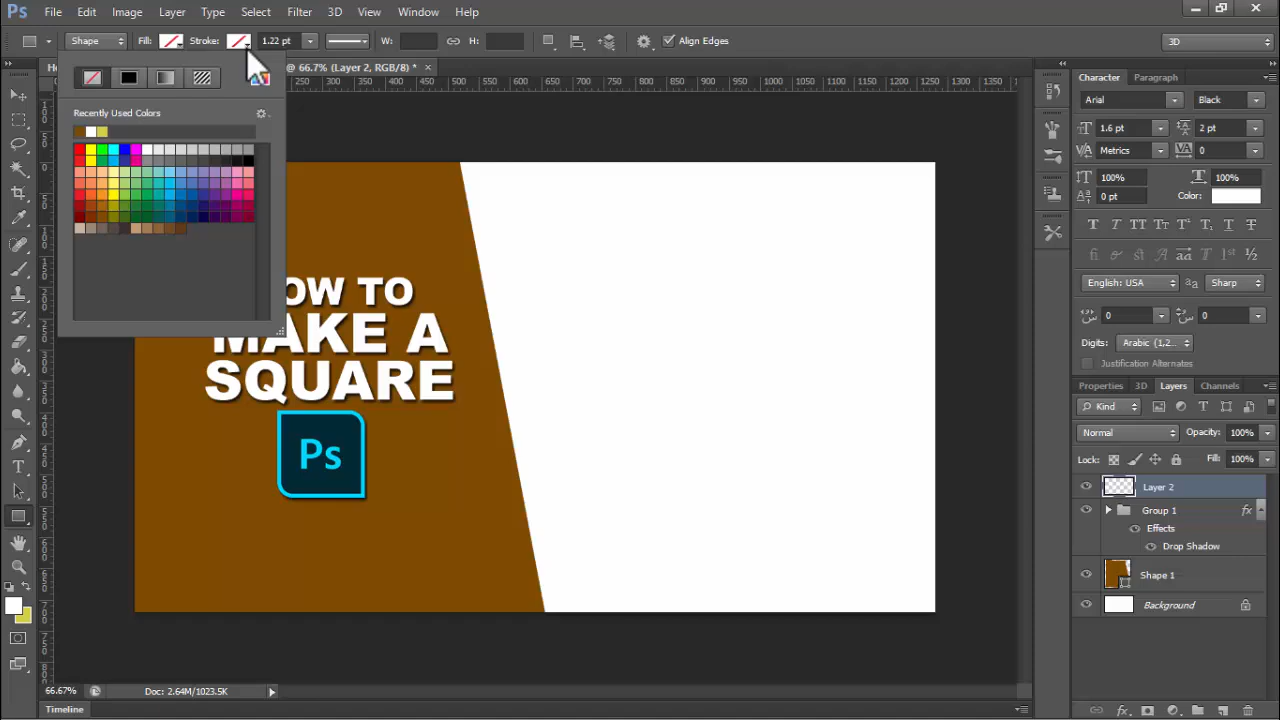 Ps File Edit Image Layer Type Select Filter 3D View Window Help
Shape Fill: Stroke: 1.22 pt W: H: Align Edges 3D
@ 66.7% (Layer 2, RGB/8) * ×
Recently Used Colors
MAKE A
SQUARE
Ps
Character Paragraph
Arial Black
1.6 pt 2 pt
Metrics 0
100% 100%
0 pt Color:
English: USA Sharp
0 0
Digits: Arabic (1,2...
Justification Alternates
Properties 3D Layers Channels
Kind
Normal Opacity: 100%
Lock: Fill: 100%
Layer 2
Group 1 fx
Effects
Drop Shadow
Shape 1
Background
66.67% Doc: 2.64M/1023.5K
Timeline